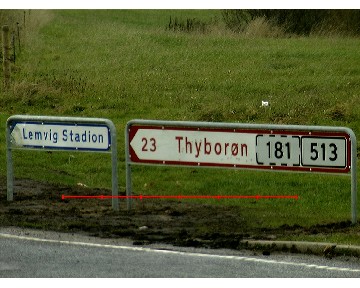 Lemvig Stadion
23 Thyborøn 181 513